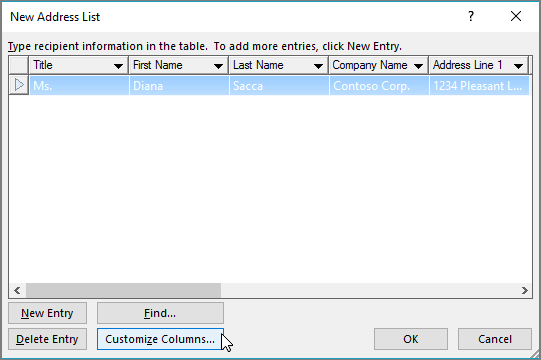 New Address List
Type recipient information in the table. To add more entries, click New Entry.
Title First Name Last Name Company Name Address Line 1
Ms. Diana Sacca Contoso Corp. 1234 Pleasant L...
New Entry Find...
Delete Entry Customize Columns... OK Cancel